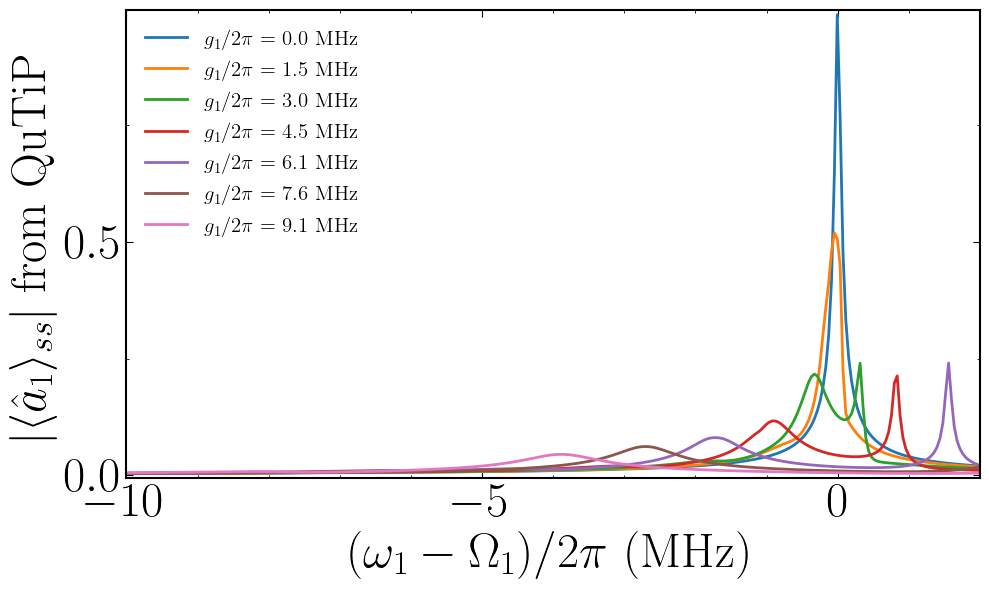 g₁/2π = 0.0 MHz
g₁/2π = 1.5 MHz
g₁/2π = 3.0 MHz
g₁/2π = 4.5 MHz
g₁/2π = 6.1 MHz
g₁/2π = 7.6 MHz
g₁/2π = 9.1 MHz
|⟨â₁⟩ₛₛ| from QuTiP
0.5
0.0
−10
−5
0
(ω₁ − Ω₁)/2π (MHz)